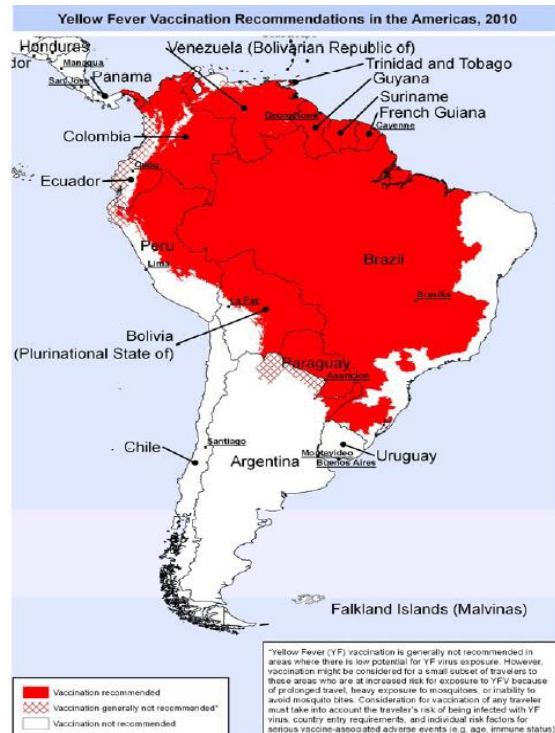 Yellow Fever Vaccination Recommendations in the Americas, 2010
Honduras
Venezuela (Bolivarian Republic of)
dor
Managua
Trinidad and Tobago
San Jose
Panama
Guyana
Georgetown
Suriname
French Guiana
Cayenne
Colombia
Quito
Ecuador
Peru
Brazil
Lima
Brasilia
La Paz
Bolivia
(Plurinational State of)
Paraguay
Asuncion
Chile
Santiago
Argentina
Montevideo
Buenos Aires
Uruguay
Falkland Islands (Malvinas)
Vaccination recommended
Vaccination generally not recommended*
Vaccination not recommended
*Yellow Fever (YF) vaccination is generally not recommended in
areas where there is low potential for YF virus exposure. However,
vaccination might be considered for a small subset of travelers to
these areas who are at increased risk for exposure to YFV because
of prolonged travel, heavy exposure to mosquitoes, or inability to
avoid mosquito bites. Consideration for vaccination of any traveler
must take into account the traveler's risk of being infected with YF
virus, country entry requirements, and individual risk factors for
serious vaccine-associated adverse events (e.g. age, immune status)